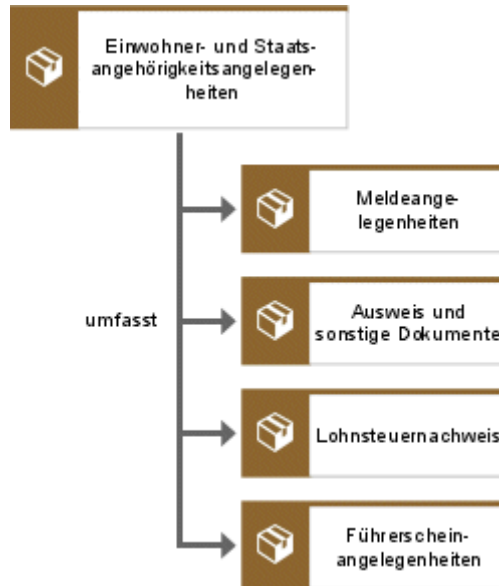 Einwohner- und Staats-
angehörigkeitsangelegen-
heiten
Meldeange-
legenheiten
umfasst
Ausweis und
sonstige Dokumente
Lohnsteuernachweis
Führerschein-
angelegenheiten